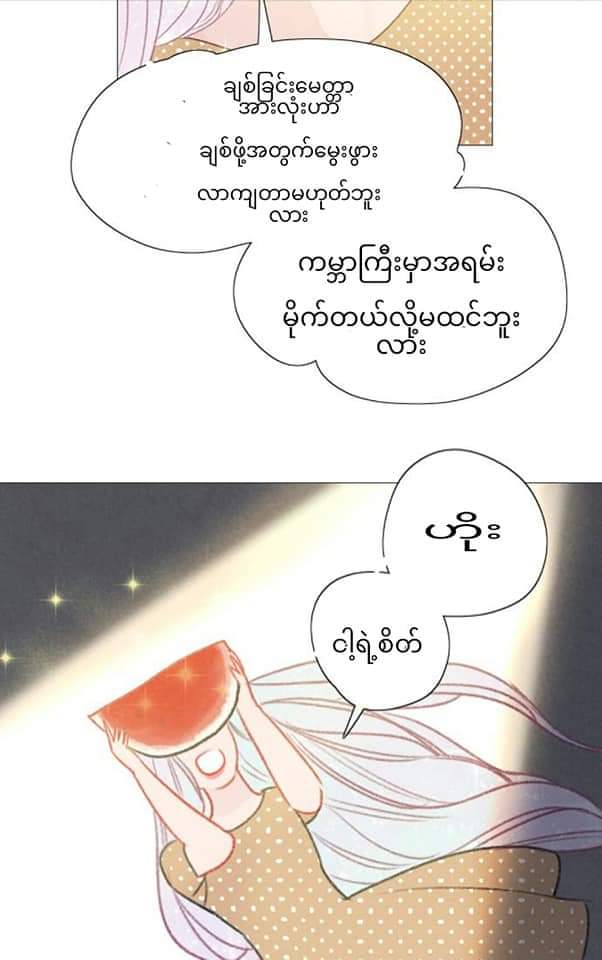 ချစ်ခြင်းမေတ္တာ
အားလုံးဟာ
ချစ်ဖို့အတွက်မွေးဖွား
လာကျတာမဟုတ်ဘူး
လား
ကမ္ဘာကြီးမှာအရမ်း
မိုက်တယ်လို့မထင်ဘူး
လား
ဟိုး
ငါ့ရဲ့စိတ်